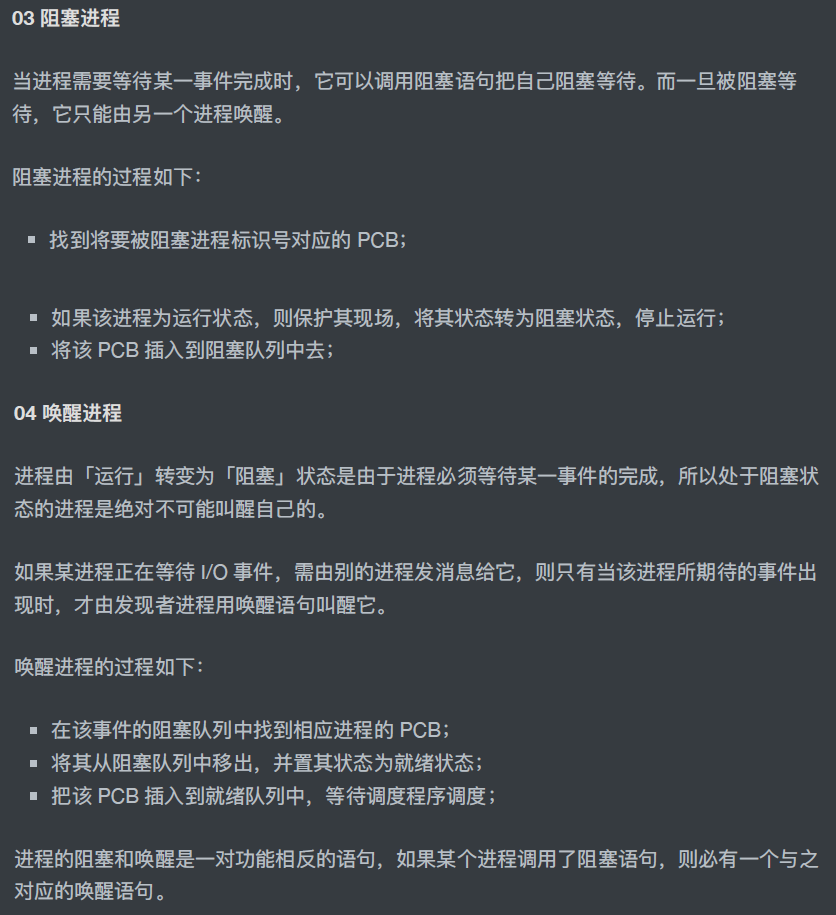 03 阻塞进程
当进程需要等待某一事件完成时，它可以调用阻塞语句把自己阻塞等待。而一旦被阻塞等
待，它只能由另一个进程唤醒。
阻塞进程的过程如下：
▪ 找到将要被阻塞进程标识号对应的 PCB；
▪ 如果该进程为运行状态，则保护其现场，将其状态转为阻塞状态，停止运行；
▪ 将该 PCB 插入到阻塞队列中去；
04 唤醒进程
进程由「运行」转变为「阻塞」状态是由于进程必须等待某一事件的完成，所以处于阻塞状
态的进程是绝对不可能叫醒自己的。
如果某进程正在等待 I/O 事件，需由别的进程发消息给它，则只有当该进程所期待的事件出
现时，才由发现者进程用唤醒语句叫醒它。
唤醒进程的过程如下：
▪ 在该事件的阻塞队列中找到相应进程的 PCB；
▪ 将其从阻塞队列中移出，并置其状态为就绪状态；
▪ 把该 PCB 插入到就绪队列中，等待调度程序调度；
进程的阻塞和唤醒是一对功能相反的语句，如果某个进程调用了阻塞语句，则必有一个与之
对应的唤醒语句。